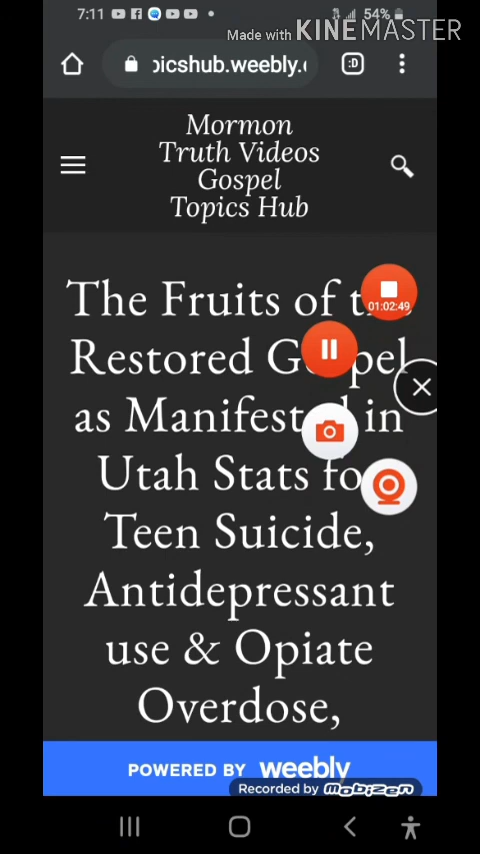 7:11
54%
Made with KINEMASTER
picshub.weebly.c
:D
Mormon
Truth Videos
Gospel
Topics Hub
The Fruits of t
01:02:49
Restored G pel
as Manifest in
Utah Stats fo
Teen Suicide,
Antidepressant
use & Opiate
Overdose,
POWERED BY weebly
Recorded by mobizen